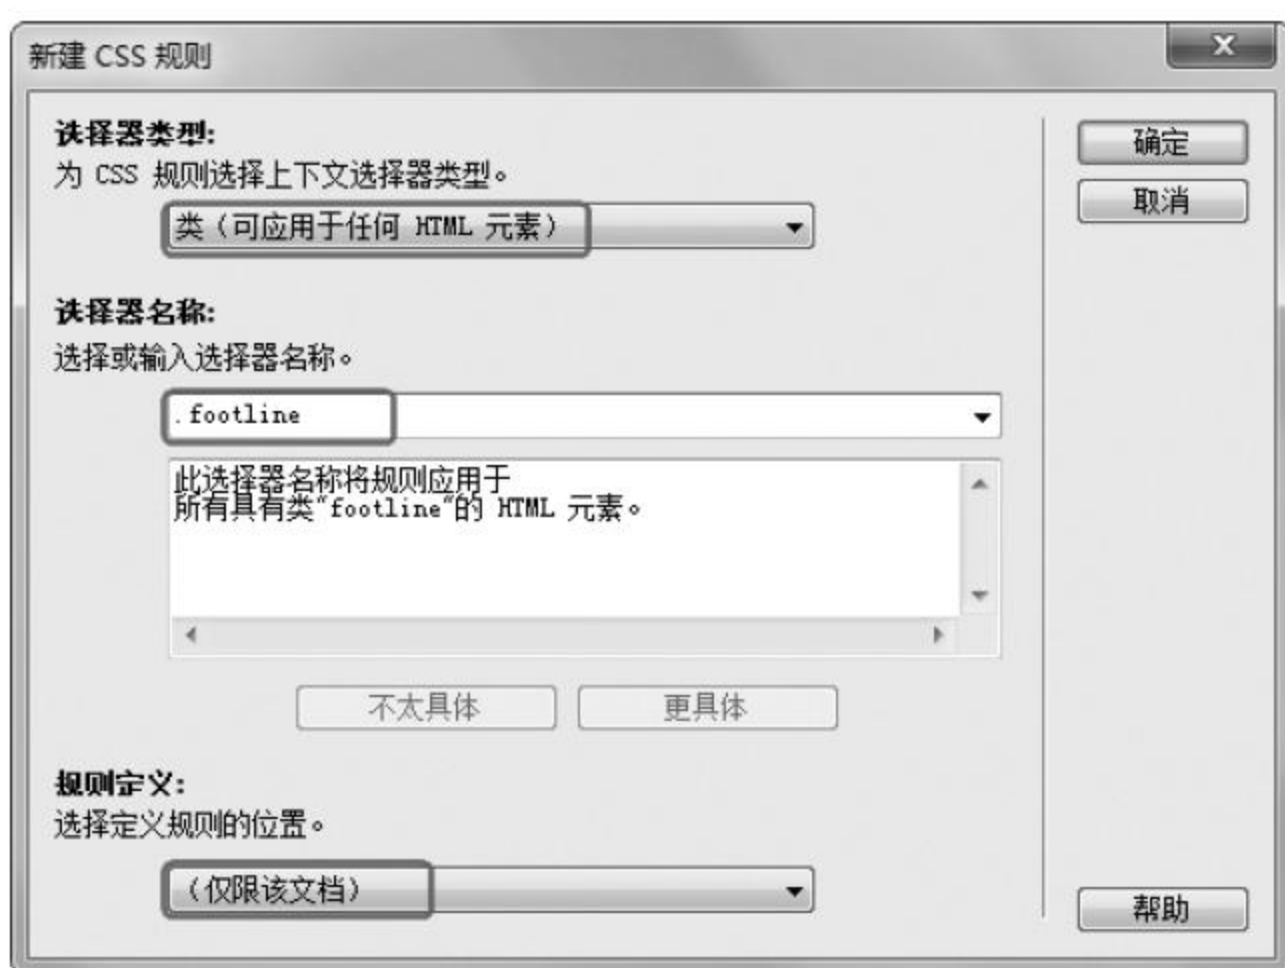 新建 CSS 规则
选择器类型:
为 CSS 规则选择上下文选择器类型。
类（可应用于任何 HTML 元素）
选择器名称:
选择或输入选择器名称。
.footline
此选择器名称将规则应用于
所有具有类"footline"的 HTML 元素。
不太具体
更具体
规则定义:
选择定义规则的位置。
（仅限该文档）
确定
取消
帮助